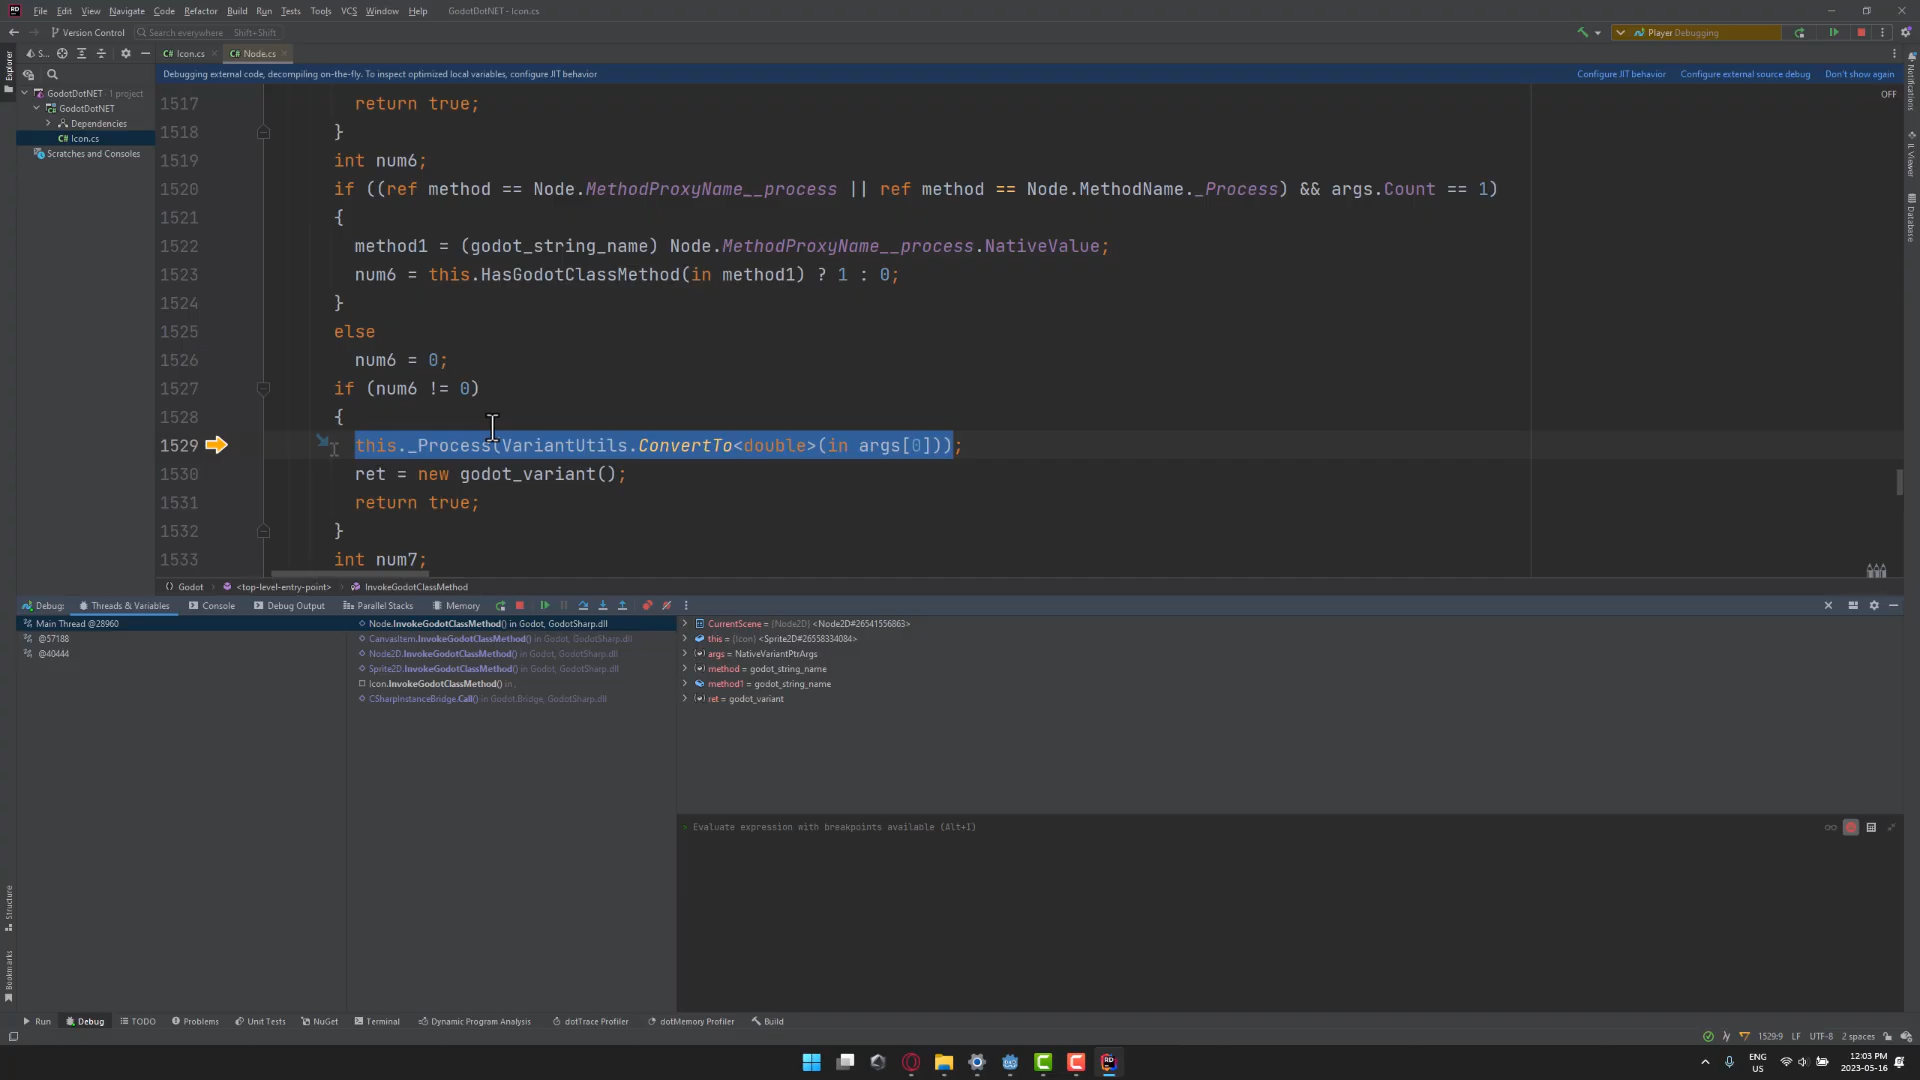 File Edit View Navigate Code Refactor Build Run Tests Tools VCS Window Help GodotDotNET - Icon.cs
Version Control Search everywhere Shift+Shift Player Debugging
S... C# Icon.cs C# Node.cs
Debugging external code, decompiling on-the-fly. To inspect optimized local variables, configure JIT behavior Configure JIT behavior Configure external source debug Don't show again
Explorer
GodotDotNET · 1 project
GodotDotNET
Dependencies
C# Icon.cs
Scratches and Consoles
OFF
Notifications
IL Viewer
Database
1517 return true;
1518 }
1519 int num6;
1520 if ((ref method == Node.MethodProxyName__process || ref method == Node.MethodName._Process) && args.Count == 1)
1521 {
1522 method1 = (godot_string_name) Node.MethodProxyName__process.NativeValue;
1523 num6 = this.HasGodotClassMethod(in method1) ? 1 : 0;
1524 }
1525 else
1526 num6 = 0;
1527 if (num6 != 0)
1528 {
1529 this._Process(VariantUtils.ConvertTo<double>(in args[0]));
1530 ret = new godot_variant();
1531 return true;
1532 }
1533 int num7;
Godot › <top-level-entry-point> › InvokeGodotClassMethod
Debug: Threads & Variables Console Debug Output Parallel Stacks Memory
Main Thread @28960
@57188
@40444
Node.InvokeGodotClassMethod() in Godot, GodotSharp.dll
CanvasItem.InvokeGodotClassMethod() in Godot, GodotSharp.dll
Node2D.InvokeGodotClassMethod() in Godot, GodotSharp.dll
Sprite2D.InvokeGodotClassMethod() in Godot, GodotSharp.dll
Icon.InvokeGodotClassMethod() in ,
CSharpInstanceBridge.Call() in Godot.Bridge, GodotSharp.dll
CurrentScene = {Node2D} <Node2D#26541556863>
this = {Icon} <Sprite2D#26558334084>
args = NativeVariantPtrArgs
method = godot_string_name
method1 = godot_string_name
ret = godot_variant
Evaluate expression with breakpoints available (Alt+I)
Structure
Bookmarks
Run Debug TODO Problems Unit Tests NuGet Terminal Dynamic Program Analysis dotTrace Profiler dotMemory Profiler Build
1529:9 LF UTF-8 2 spaces
ENG
US
12:03 PM
2023-05-16